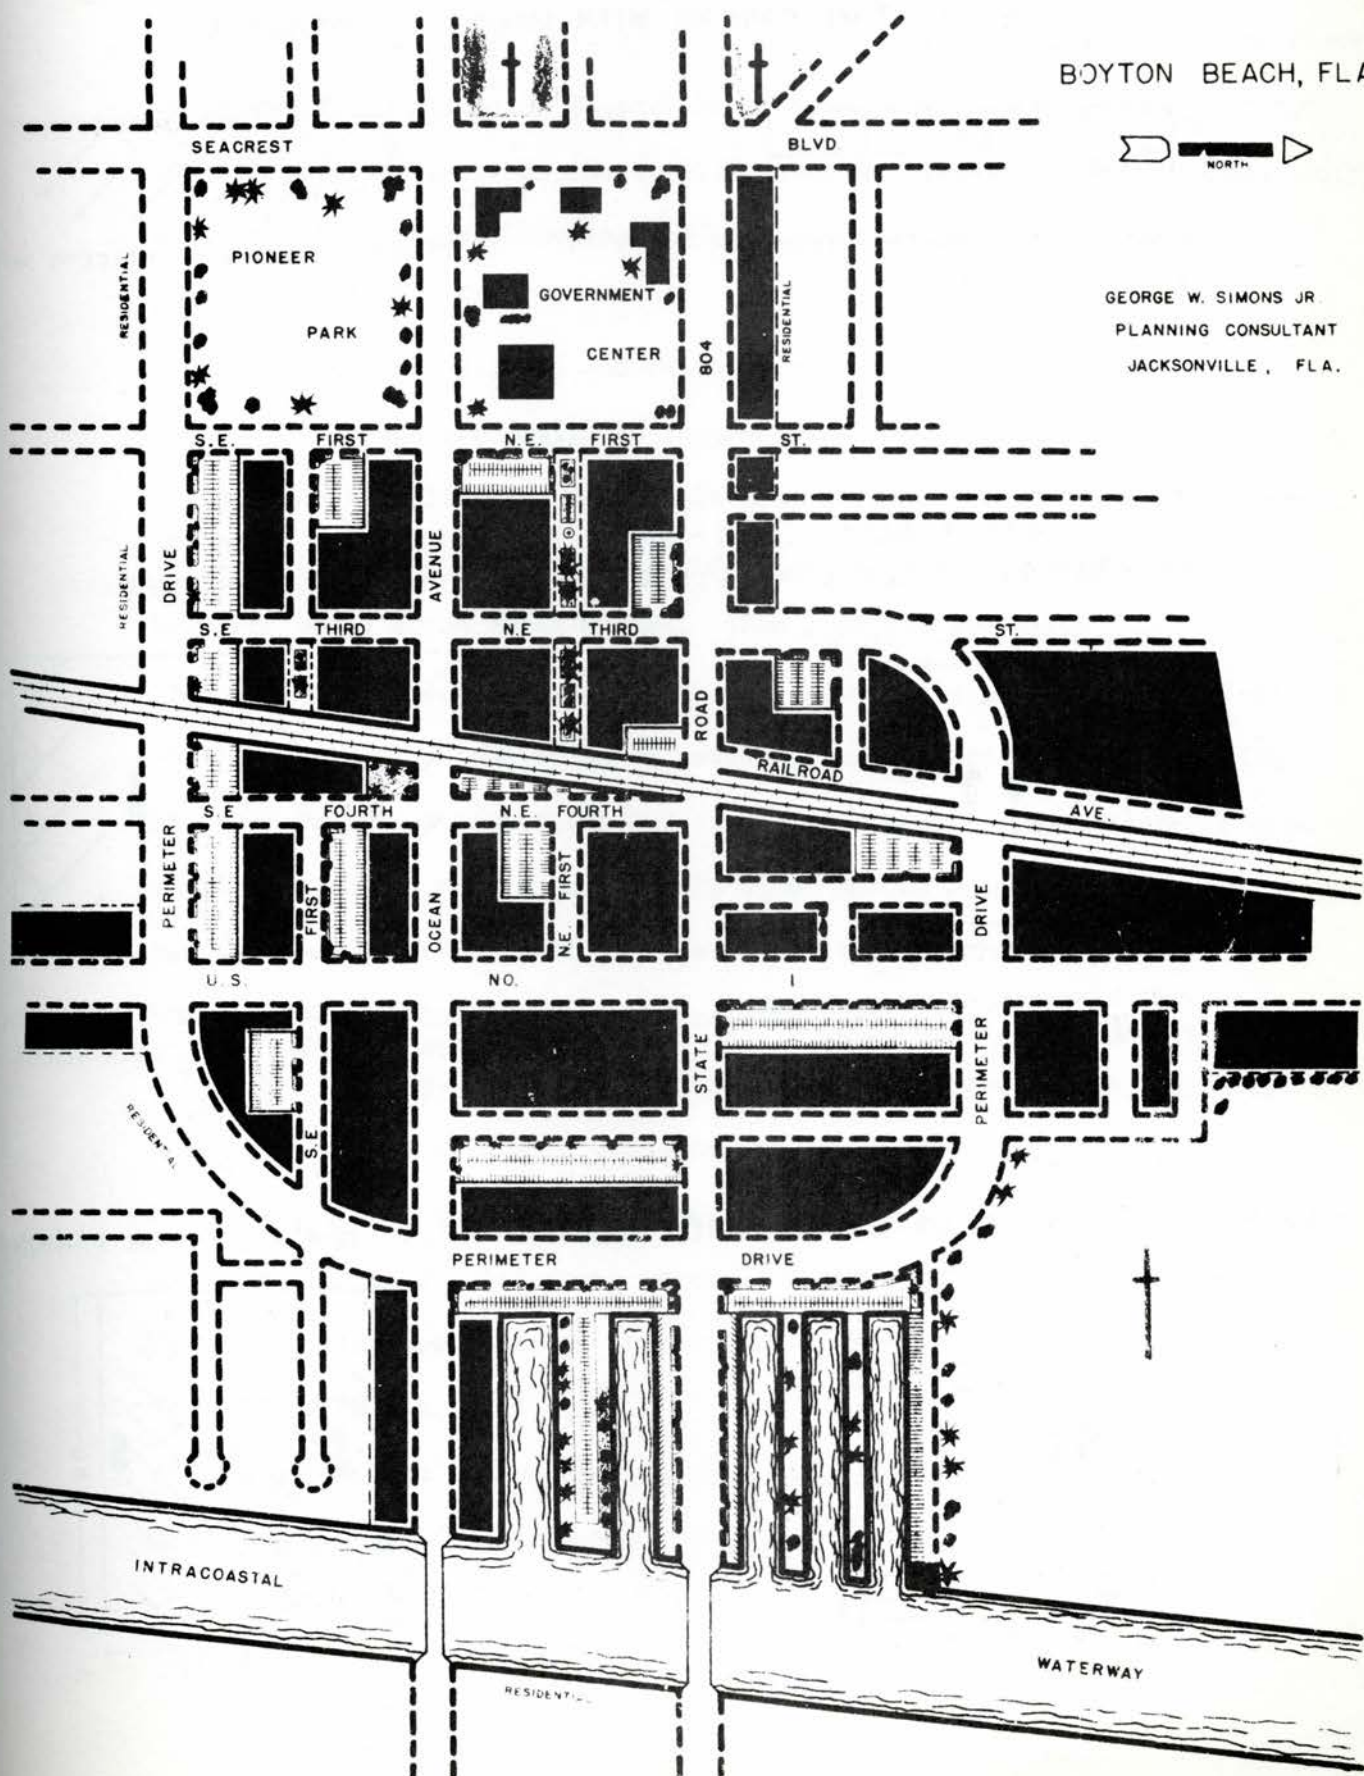 BOYTON BEACH, FLA
NORTH
GEORGE W. SIMONS JR.
PLANNING CONSULTANT
JACKSONVILLE, FLA.
SEACREST BLVD
RESIDENTIAL
PIONEER
PARK
GOVERNMENT
CENTER
804
RESIDENTIAL
S.E. FIRST N.E. FIRST ST.
RESIDENTIAL
DRIVE
AVENUE
S.E THIRD N.E THIRD ST.
ROAD
RAILROAD AVE.
S.E FOURTH N.E. FOURTH
PERIMETER
FIRST
OCEAN
N.E. FIRST
DRIVE
U.S. NO. 1
STATE
PERIMETER
RESIDENTIAL
S.E
PERIMETER DRIVE
INTRACOASTAL
WATERWAY
RESIDENTIAL